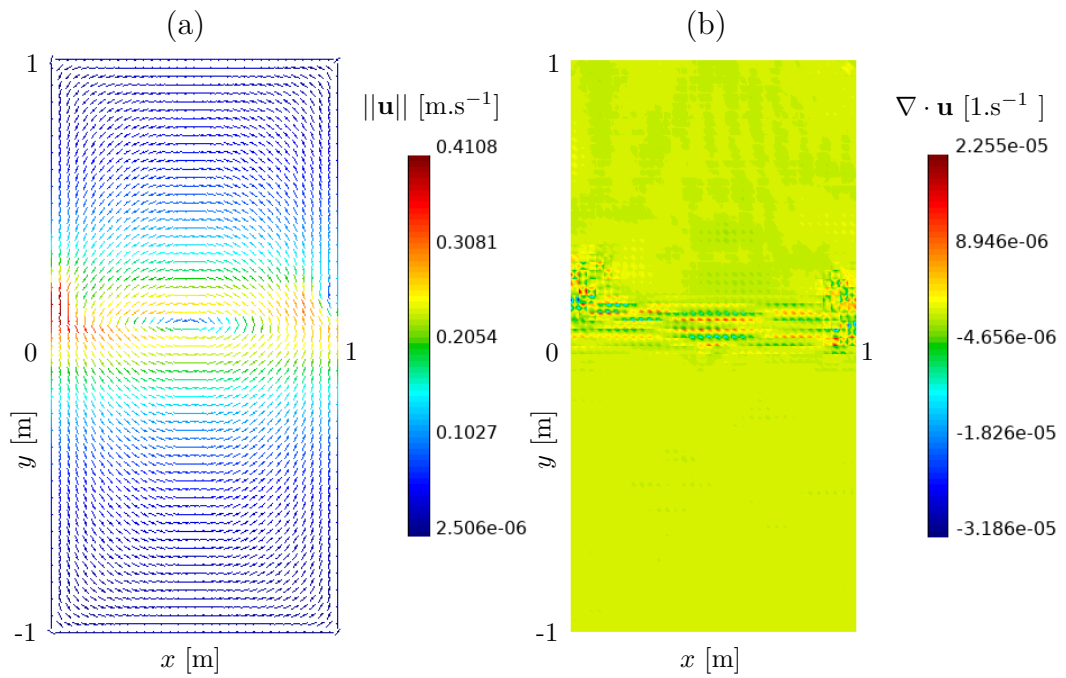 (a)
1
0
-1
y [m]
x [m]
1
||u|| [m.s⁻¹]
0.4108
0.3081
0.2054
0.1027
2.506e-06
(b)
1
0
-1
y [m]
x [m]
1
∇ · u [1.s⁻¹ ]
2.255e-05
8.946e-06
-4.656e-06
-1.826e-05
-3.186e-05